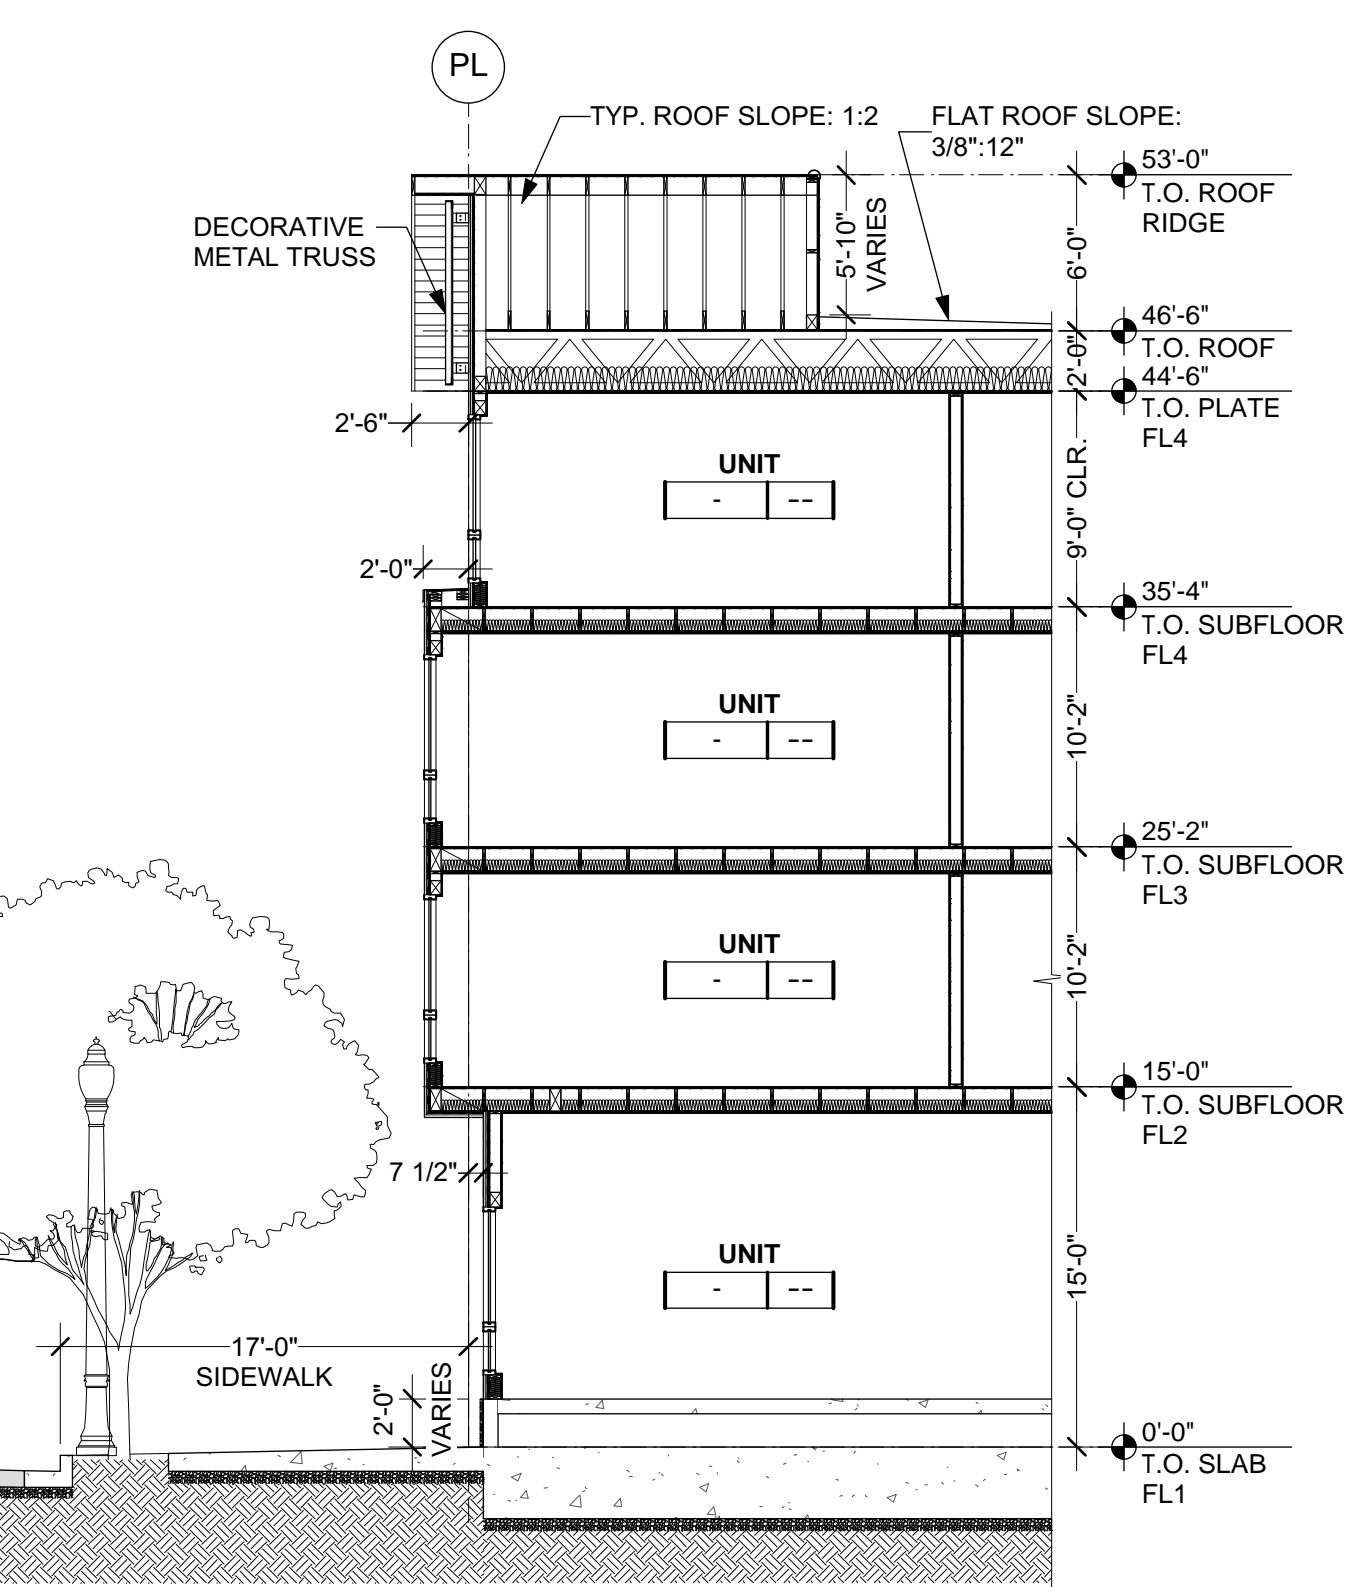 PL
TYP. ROOF SLOPE: 1:2
FLAT ROOF SLOPE:
3/8":12"
53'-0"
T.O. ROOF
RIDGE
DECORATIVE
METAL TRUSS
5'-10"
VARIES
6'-0"
46'-6"
T.O. ROOF
2'-0"
44'-6"
T.O. PLATE
FL4
2'-6"
9'-0" CLR.
UNIT
- --
2'-0"
35'-4"
T.O. SUBFLOOR
FL4
UNIT
- --
10'-2"
25'-2"
T.O. SUBFLOOR
FL3
UNIT
- --
10'-2"
15'-0"
T.O. SUBFLOOR
FL2
7 1/2"
UNIT
- --
15'-0"
17'-0"
SIDEWALK
2'-0"
VARIES
0'-0"
T.O. SLAB
FL1